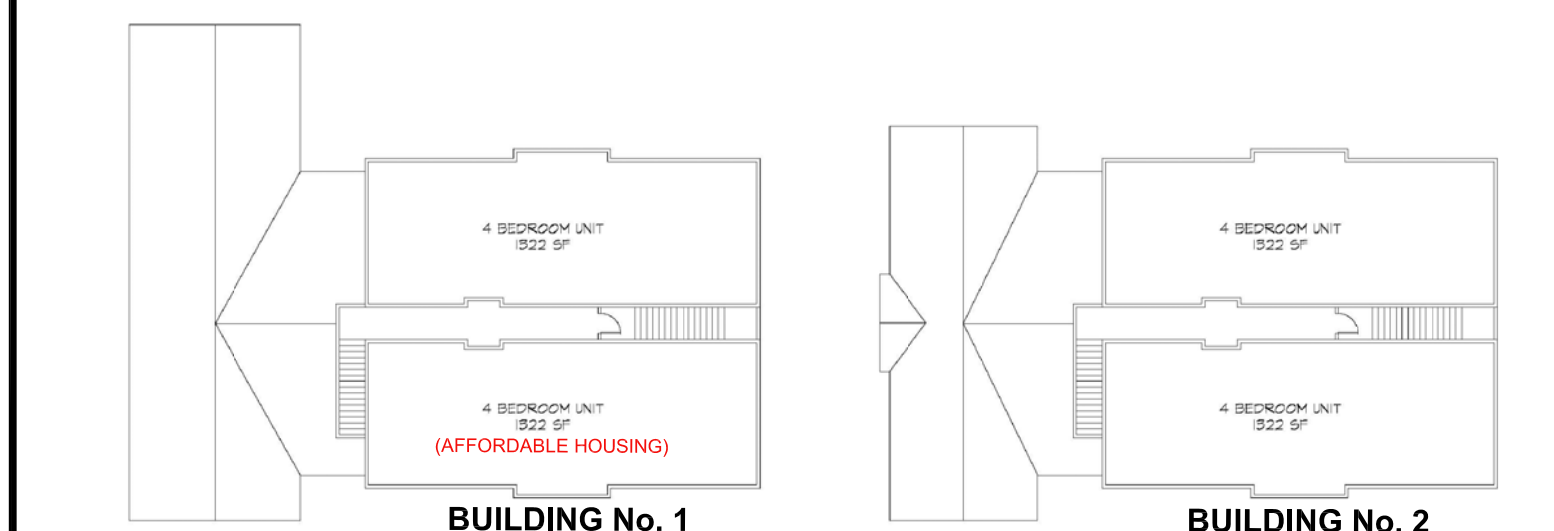 4 BEDROOM UNIT
1322 SF
4 BEDROOM UNIT
1322 SF
(AFFORDABLE HOUSING)
BUILDING No. 1
4 BEDROOM UNIT
1322 SF
4 BEDROOM UNIT
1322 SF
BUILDING No. 2